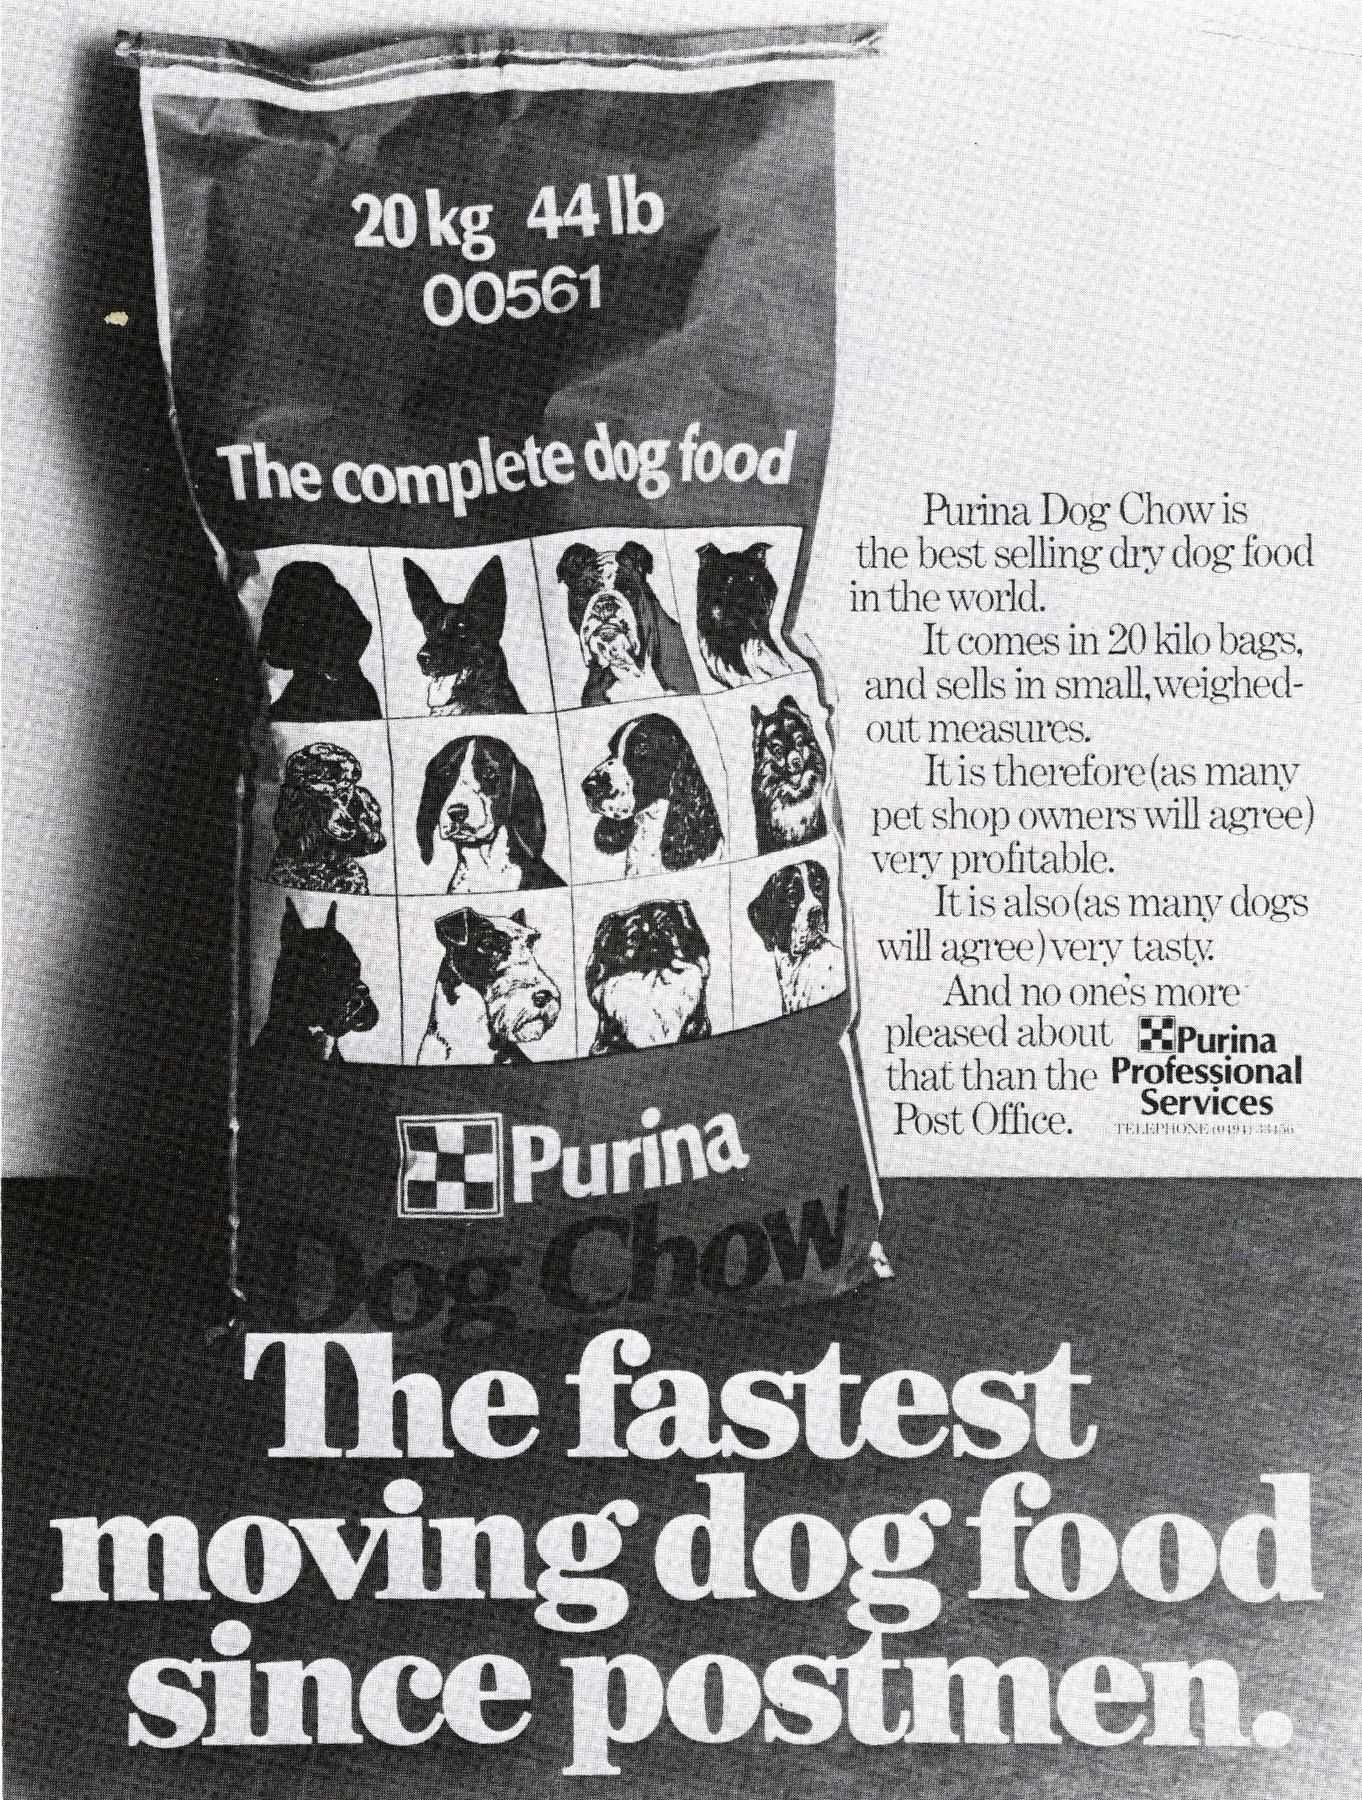 20 kg 44 lb
00561
The complete dog food
Purina
Dog Chow
Purina Dog Chow is
the best selling dry dog food
in the world.
It comes in 20 kilo bags,
and sells in small, weighed-
out measures.
It is therefore (as many
pet shop owners will agree)
very profitable.
It is also (as many dogs
will agree) very tasty.
And no one's more
pleased about
that than the
Post Office.
Purina
Professional
Services
TELEPHONE (0491) 33456
The fastest
moving dog food
since postmen.